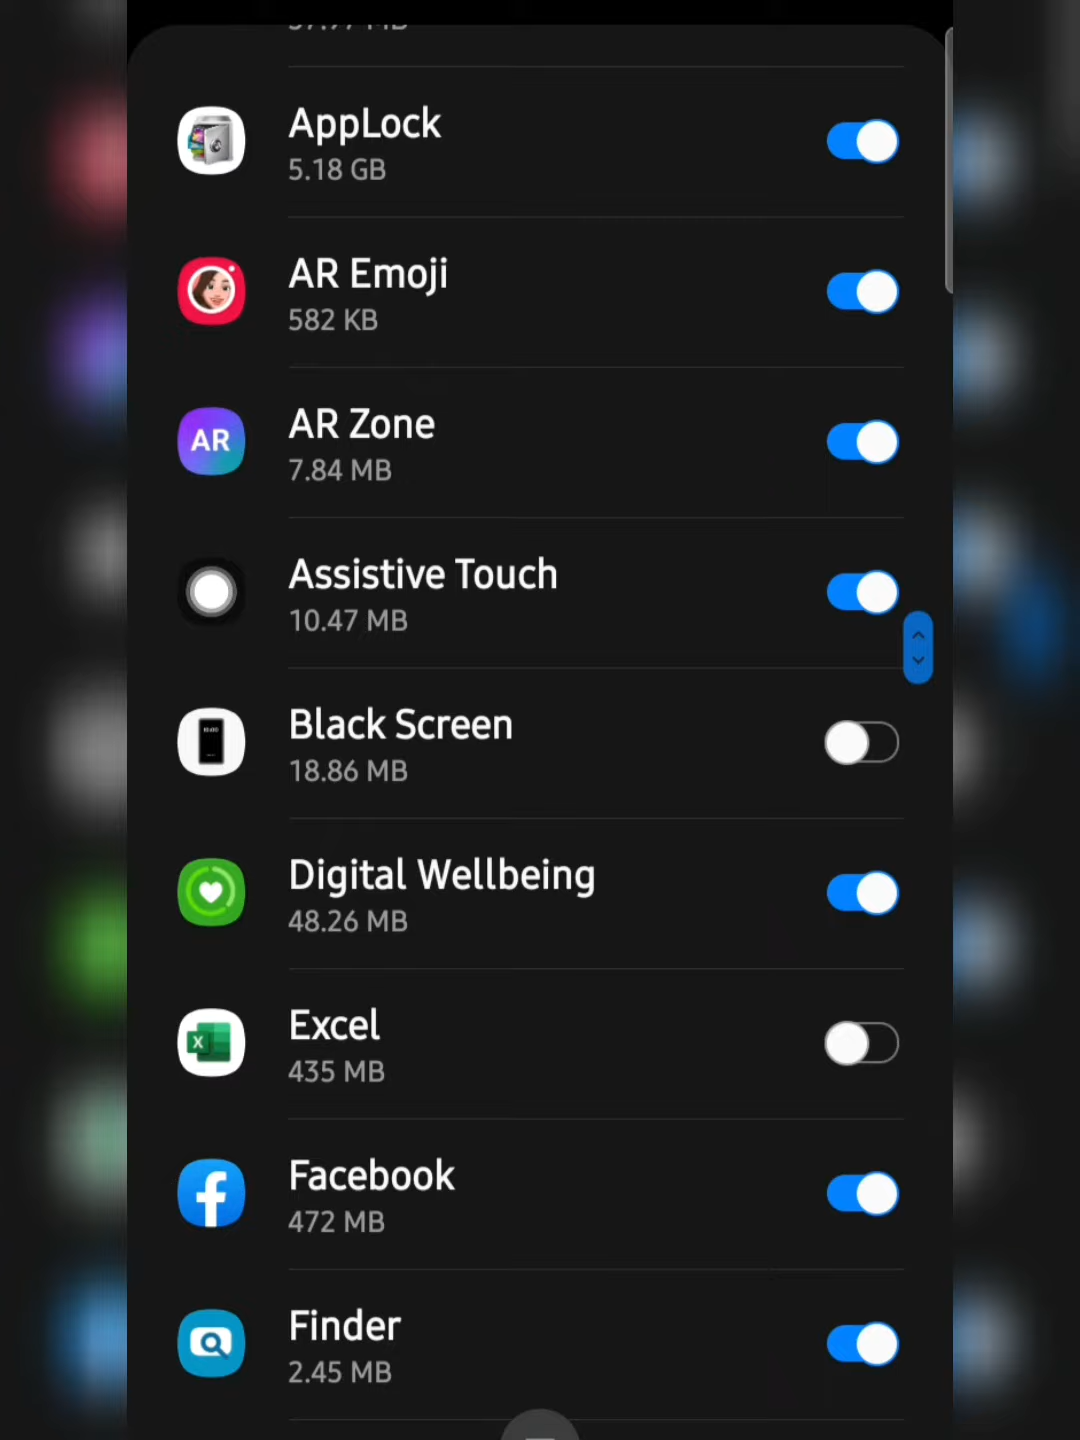 AppLock
5.18 GB
AR Emoji
582 KB
AR
AR Zone
7.84 MB
Assistive Touch
10.47 MB
Black Screen
18.86 MB
Digital Wellbeing
48.26 MB
X
Excel
435 MB
f
Facebook
472 MB
Finder
2.45 MB